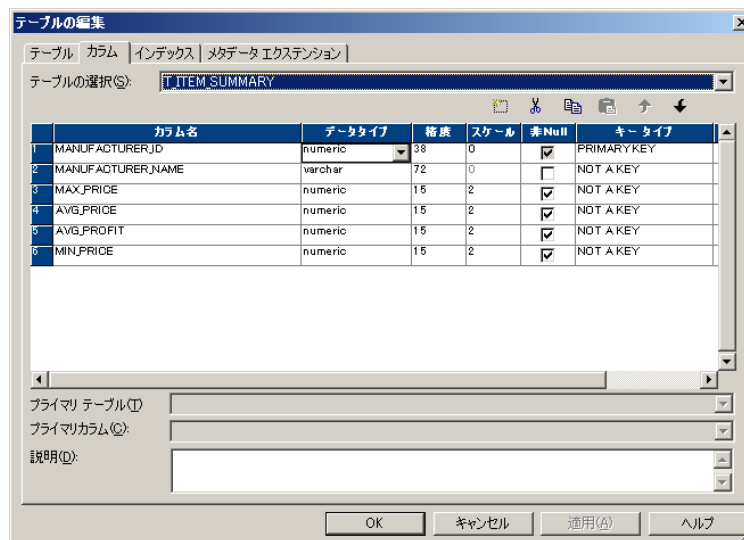 テーブルの編集
テーブル カラム インデックス メタデータ エクステンション
テーブルの選択(S): T_ITEM_SUMMARY
カラム名 データタイプ 精度 スケール 非Null キー タイプ
1 MANUFACTURER_ID numeric 38 0 PRIMARY KEY
2 MANUFACTURER_NAME varchar 72 0 NOT A KEY
3 MAX_PRICE numeric 15 2 NOT A KEY
4 AVG_PRICE numeric 15 2 NOT A KEY
5 AVG_PROFIT numeric 15 2 NOT A KEY
6 MIN_PRICE numeric 15 2 NOT A KEY
プライマリ テーブル(T)
プライマリカラム(C):
説明(D):
OK キャンセル 適用(A) ヘルプ